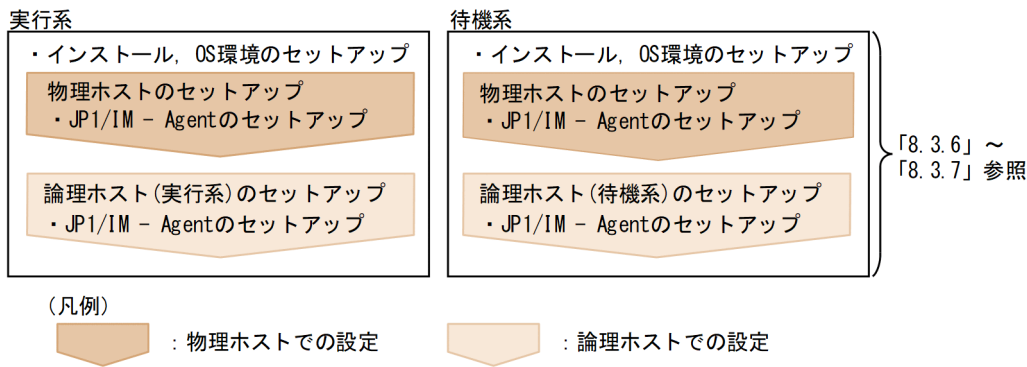 実行系
・インストール，OS環境のセットアップ
物理ホストのセットアップ
・JP1/IM － Agentのセットアップ
論理ホスト(実行系)のセットアップ
・JP1/IM － Agentのセットアップ
待機系
・インストール，OS環境のセットアップ
物理ホストのセットアップ
・JP1/IM － Agentのセットアップ
論理ホスト(待機系)のセットアップ
・JP1/IM － Agentのセットアップ
「8.3.6」～
「8.3.7」参照
(凡例)
：物理ホストでの設定
：論理ホストでの設定